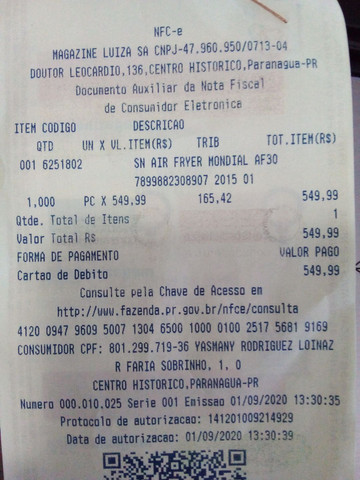 NFC-e
MAGAZINE LUIZA SA CNPJ-47.960.950/0713-04
DOUTOR LEOCARDIO,136,CENTRO HISTORICO,Paranagua-PR
Documento Auxiliar da Nota Fiscal
de Consumidor Eletronica
ITEM CODIGO DESCRICAO
QTD UN X VL.ITEM(R$) TRIB TOT.ITEM(R$)
001 6251802 SN AIR FRYER MONDIAL AF30
7899882308907 2015 01
1,000 PC X 549,99 165,42 549,99
Qtde. Total de Itens 1
Valor Total Rs 549,99
FORMA DE PAGAMENTO VALOR PAGO
Cartao de Debito 549,99
Consulte pela Chave de Acesso em
http://www.fazenda.pr.gov.br/nfce/consulta
4120 0947 9609 5007 1304 6500 1000 0100 2517 5681 9169
CONSUMIDOR CPF: 801.299.719-36 YASMANY RODRIGUEZ LOINAZ
R FARIA SOBRINHO, 1, 0
CENTRO HISTORICO,PARANAGUA-PR
Numero 000.010.025 Serie 001 Emissao 01/09/2020 13:30:35
Protocolo de autorizacao: 141201009214929
Data de autorizacao: 01/09/2020 13:30:39